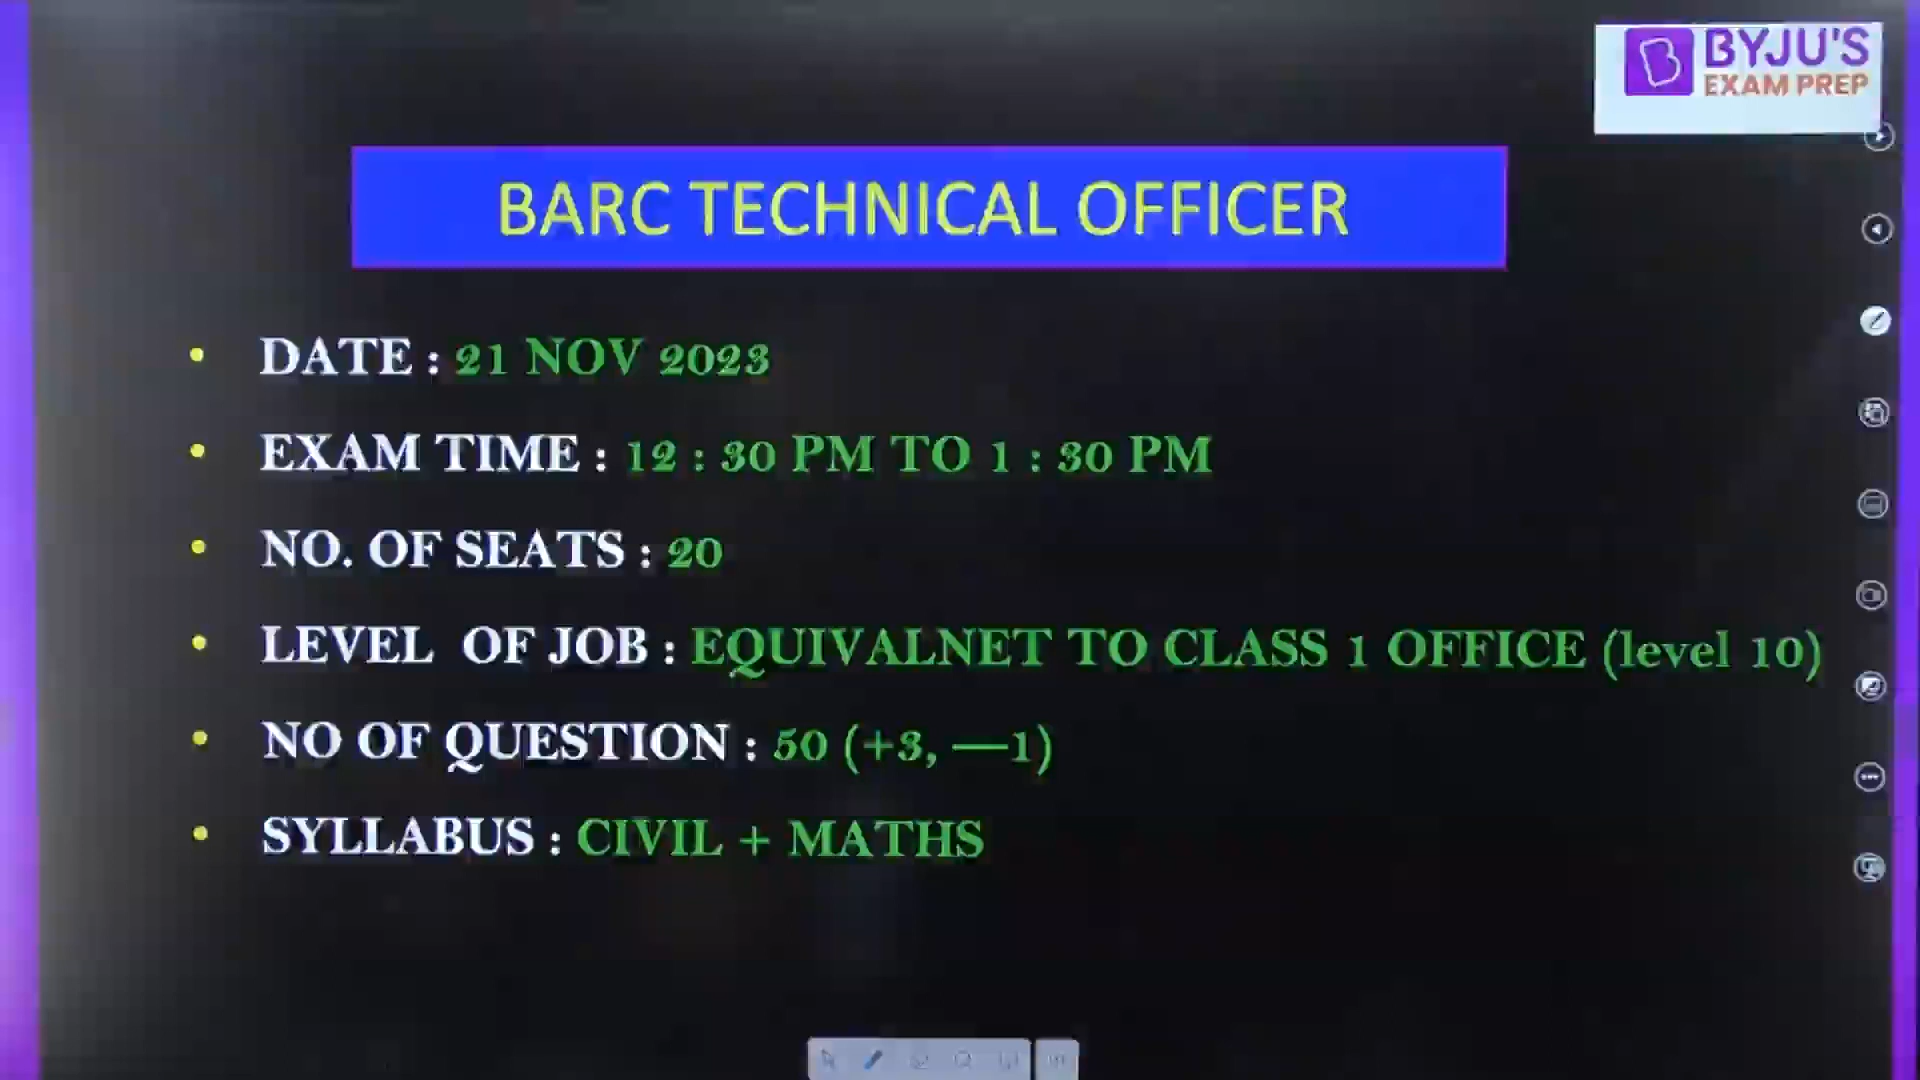 BYJU'S
EXAM PREP
BARC TECHNICAL OFFICER
• DATE : 21 NOV 2023
• EXAM TIME : 12 : 30 PM TO 1 : 30 PM
• NO. OF SEATS : 20
• LEVEL OF JOB : EQUIVALNET TO CLASS 1 OFFICE (level 10)
• NO OF QUESTION : 50 (+3, —1)
• SYLLABUS : CIVIL + MATHS